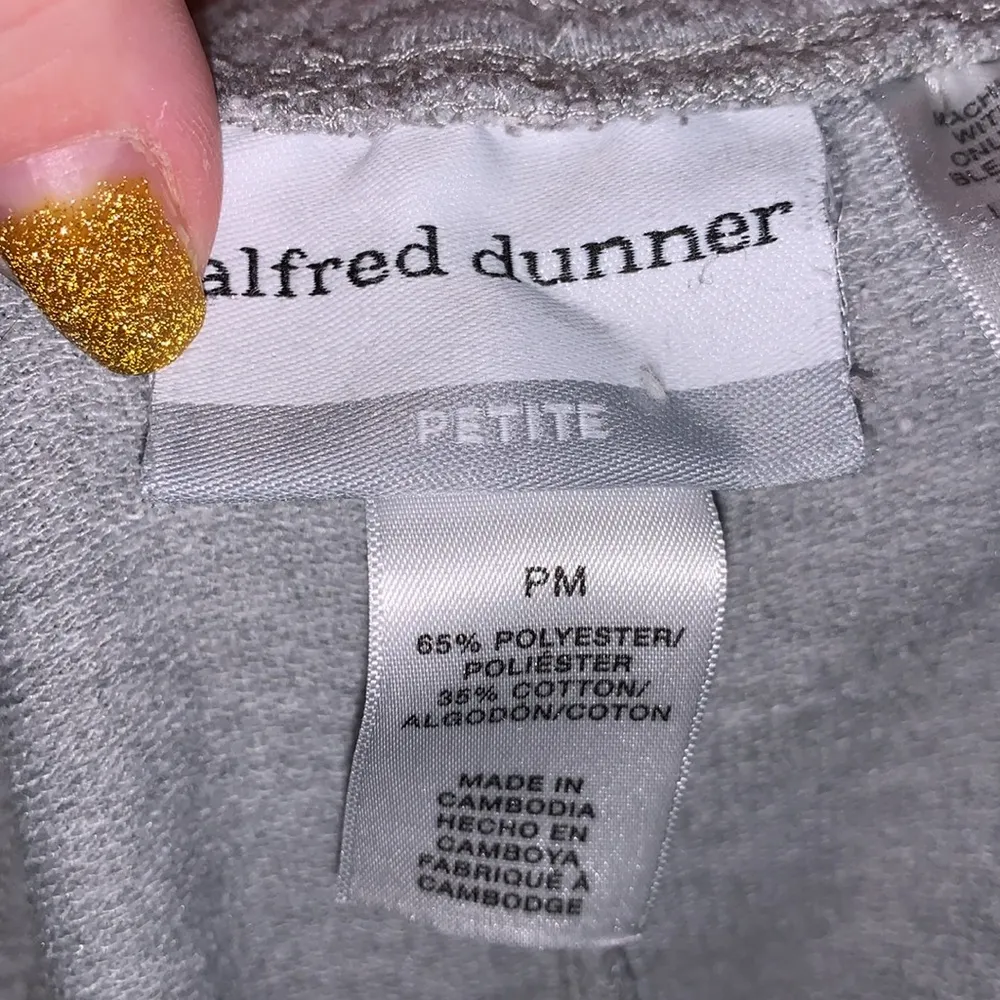 alfred dunner
PETITE
PM
65% POLYESTER/
POLIÉSTER
35% COTTON/
ALGODÓN/COTON
MADE IN
CAMBODIA
HECHO EN
CAMBOYA
FABRIQUÉ À
CAMBODGE